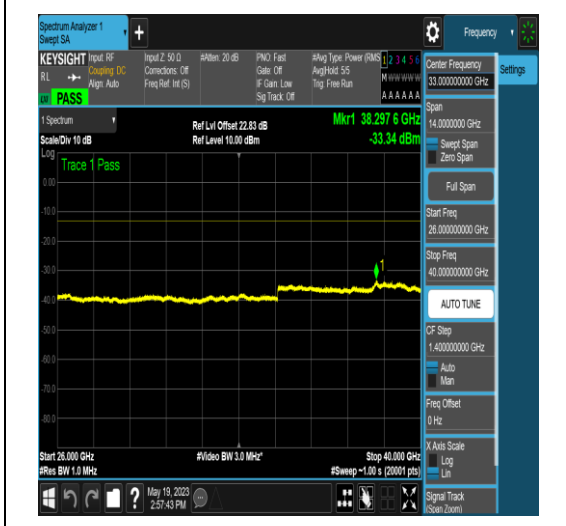 Spectrum Analyzer 1
Swept SA
+
Frequency
KEYSIGHT
Input: RF
Coupling: DC
Align: Auto
Input Z: 50 Ω
Corrections: Off
Freq Ref: Int (S)
#Atten: 20 dB
PNO: Fast
Gate: Off
IF Gain: Low
Sig Track: Off
#Avg Type: Power (RMS)
Avg|Hold: 5/5
Trig: Free Run
1 2 3 4 5 6
M W W W W W
A A A A A A
R L
PASS
1 Spectrum
Scale/Div 10 dB
Ref Lvl Offset 22.83 dB
Ref Level 10.00 dBm
Mkr1 38.297 6 GHz
-33.34 dBm
Log
Trace 1 Pass
0.00
-10.0
-20.0
-30.0
-40.0
-50.0
-60.0
-70.0
-80.0
1
Start 26.000 GHz
#Res BW 1.0 MHz
#Video BW 3.0 MHz*
Stop 40.000 GHz
#Sweep ~1.00 s (20001 pts)
May 19, 2023
2:57:43 PM
?
Center Frequency
33.000000000 GHz
Settings
Span
14.0000000 GHz
Swept Span
Zero Span
Full Span
Start Freq
26.000000000 GHz
Stop Freq
40.000000000 GHz
AUTO TUNE
CF Step
1.400000000 GHz
Auto
Man
Freq Offset
0 Hz
X Axis Scale
Log
Lin
Signal Track
(Span Zoom)